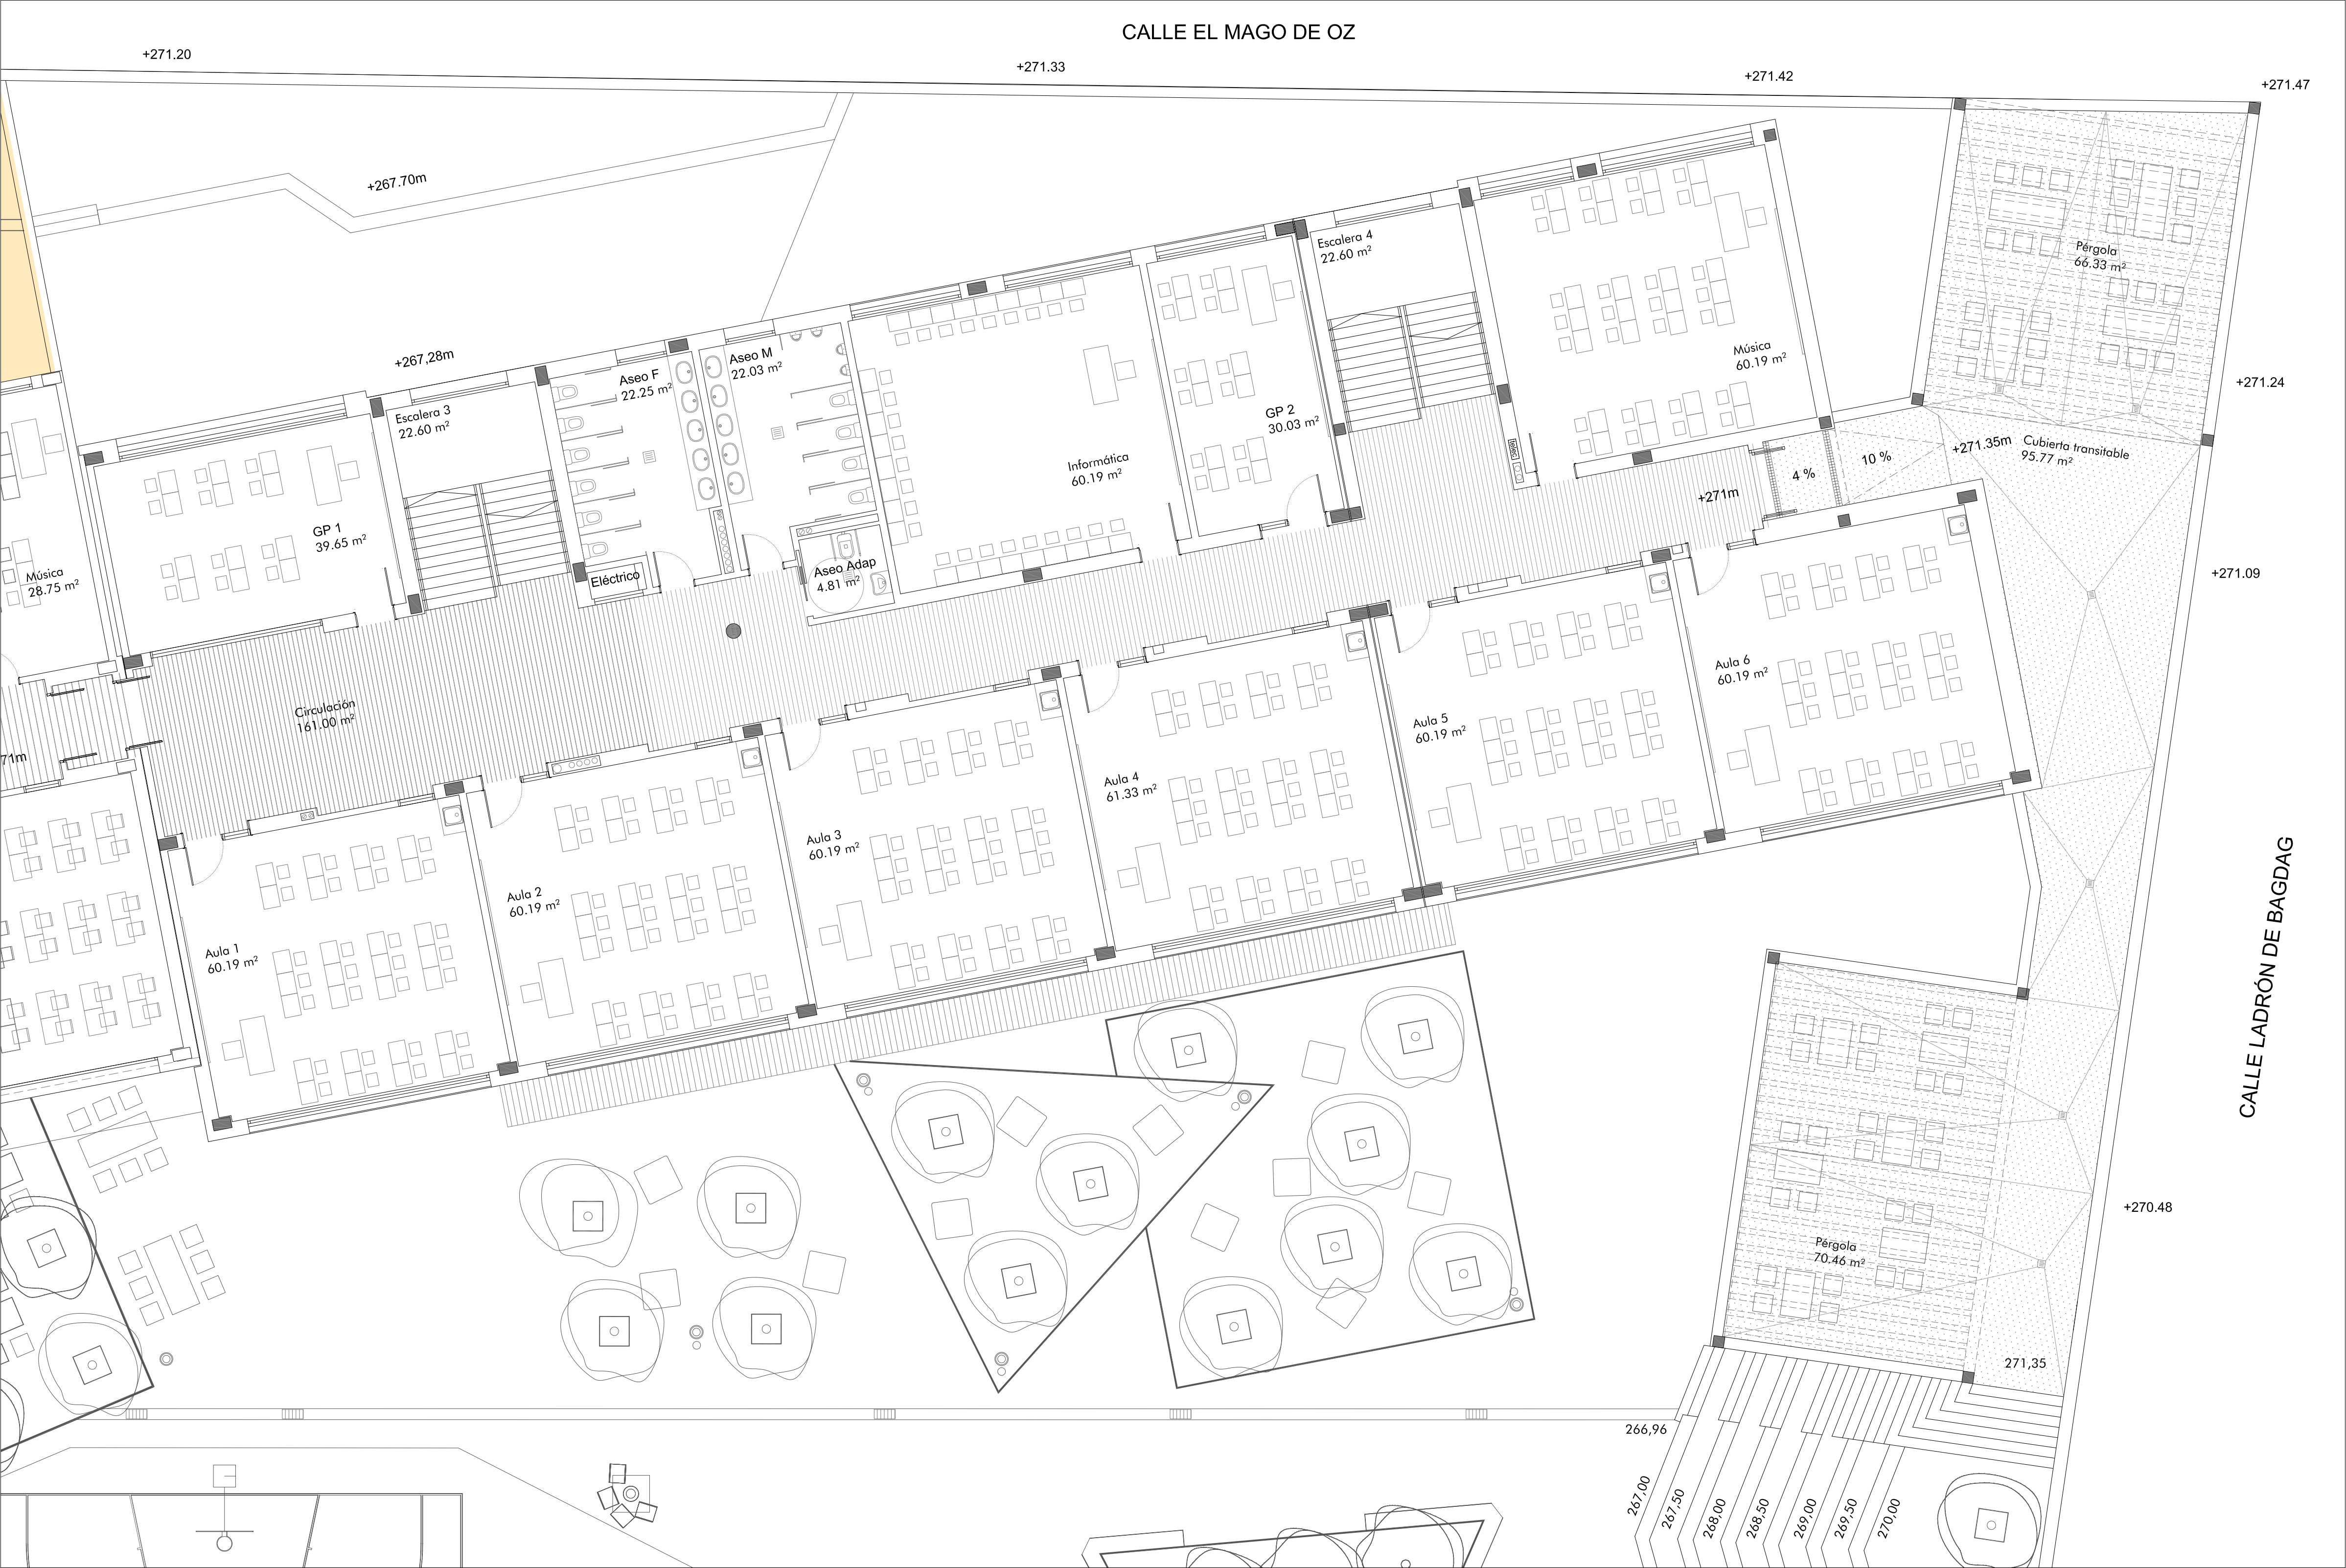 CALLE EL MAGO DE OZ
+271.20
+271.33
+271.42
+271.47
+267.70m
+267,28m
Escalera 4
22.60 m²
Pérgola
66.33 m²
Aseo M
22.03 m²
Aseo F
22.25 m²
Música
60.19 m²
+271.24
Escalera 3
22.60 m²
GP 2
30.03 m²
Informática
60.19 m²
+271.35m
Cubierta transitable
95.77 m²
10 %
4 %
+271m
GP 1
39.65 m²
Música
28.75 m²
Eléctrico
Aseo Adap
4.81 m²
+271.09
Circulación
161.00 m²
71m
Aula 6
60.19 m²
Aula 5
60.19 m²
Aula 4
61.33 m²
Aula 3
60.19 m²
Aula 2
60.19 m²
Aula 1
60.19 m²
CALLE LADRÓN DE BAGDAG
+270.48
Pérgola
70.46 m²
271,35
266,96
267,00
267,50
268,00
268,50
269,00
269,50
270,00